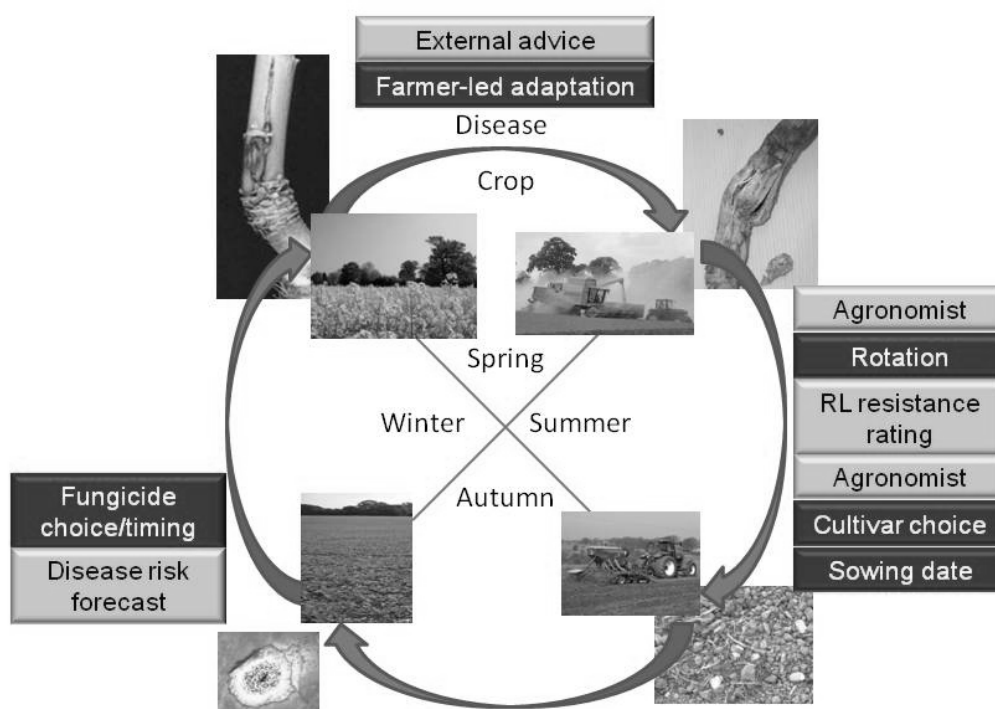 External advice
Farmer-led adaptation
Disease
Crop
Spring
Winter
Summer
Autumn
Agronomist
Rotation
RL resistance
rating
Agronomist
Cultivar choice
Sowing date
Fungicide
choice/timing
Disease risk
forecast